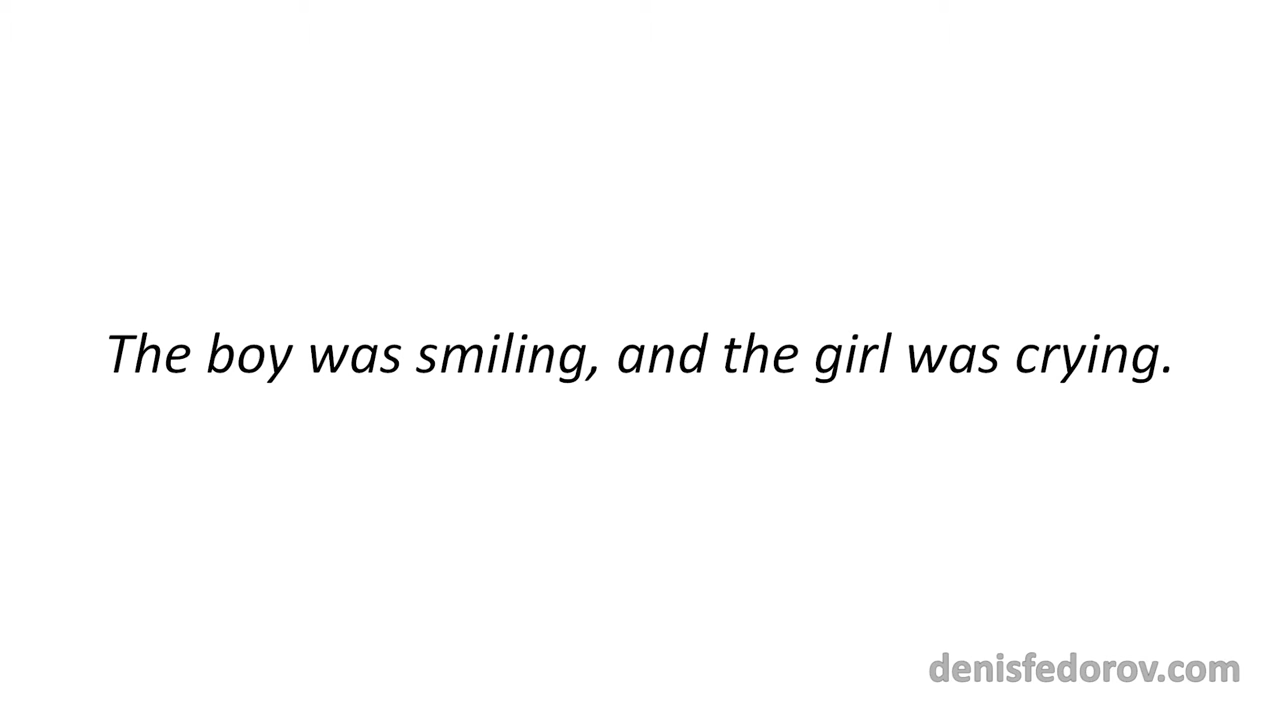 The boy was smiling, and the girl was crying.
denisfedorov.com